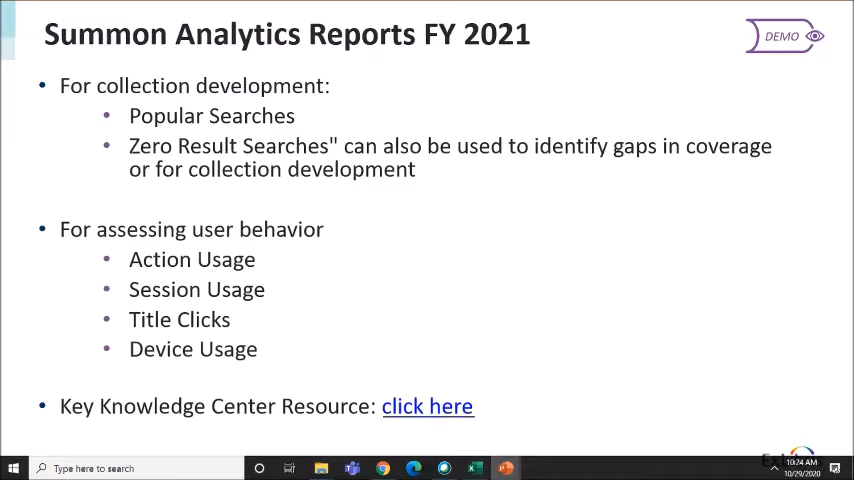 Summon Analytics Reports FY 2021
DEMO
• For collection development:
• Popular Searches
• Zero Result Searches" can also be used to identify gaps in coverage
or for collection development
• For assessing user behavior
• Action Usage
• Session Usage
• Title Clicks
• Device Usage
• Key Knowledge Center Resource: click here
Type here to search
10:24 AM
10/29/2020